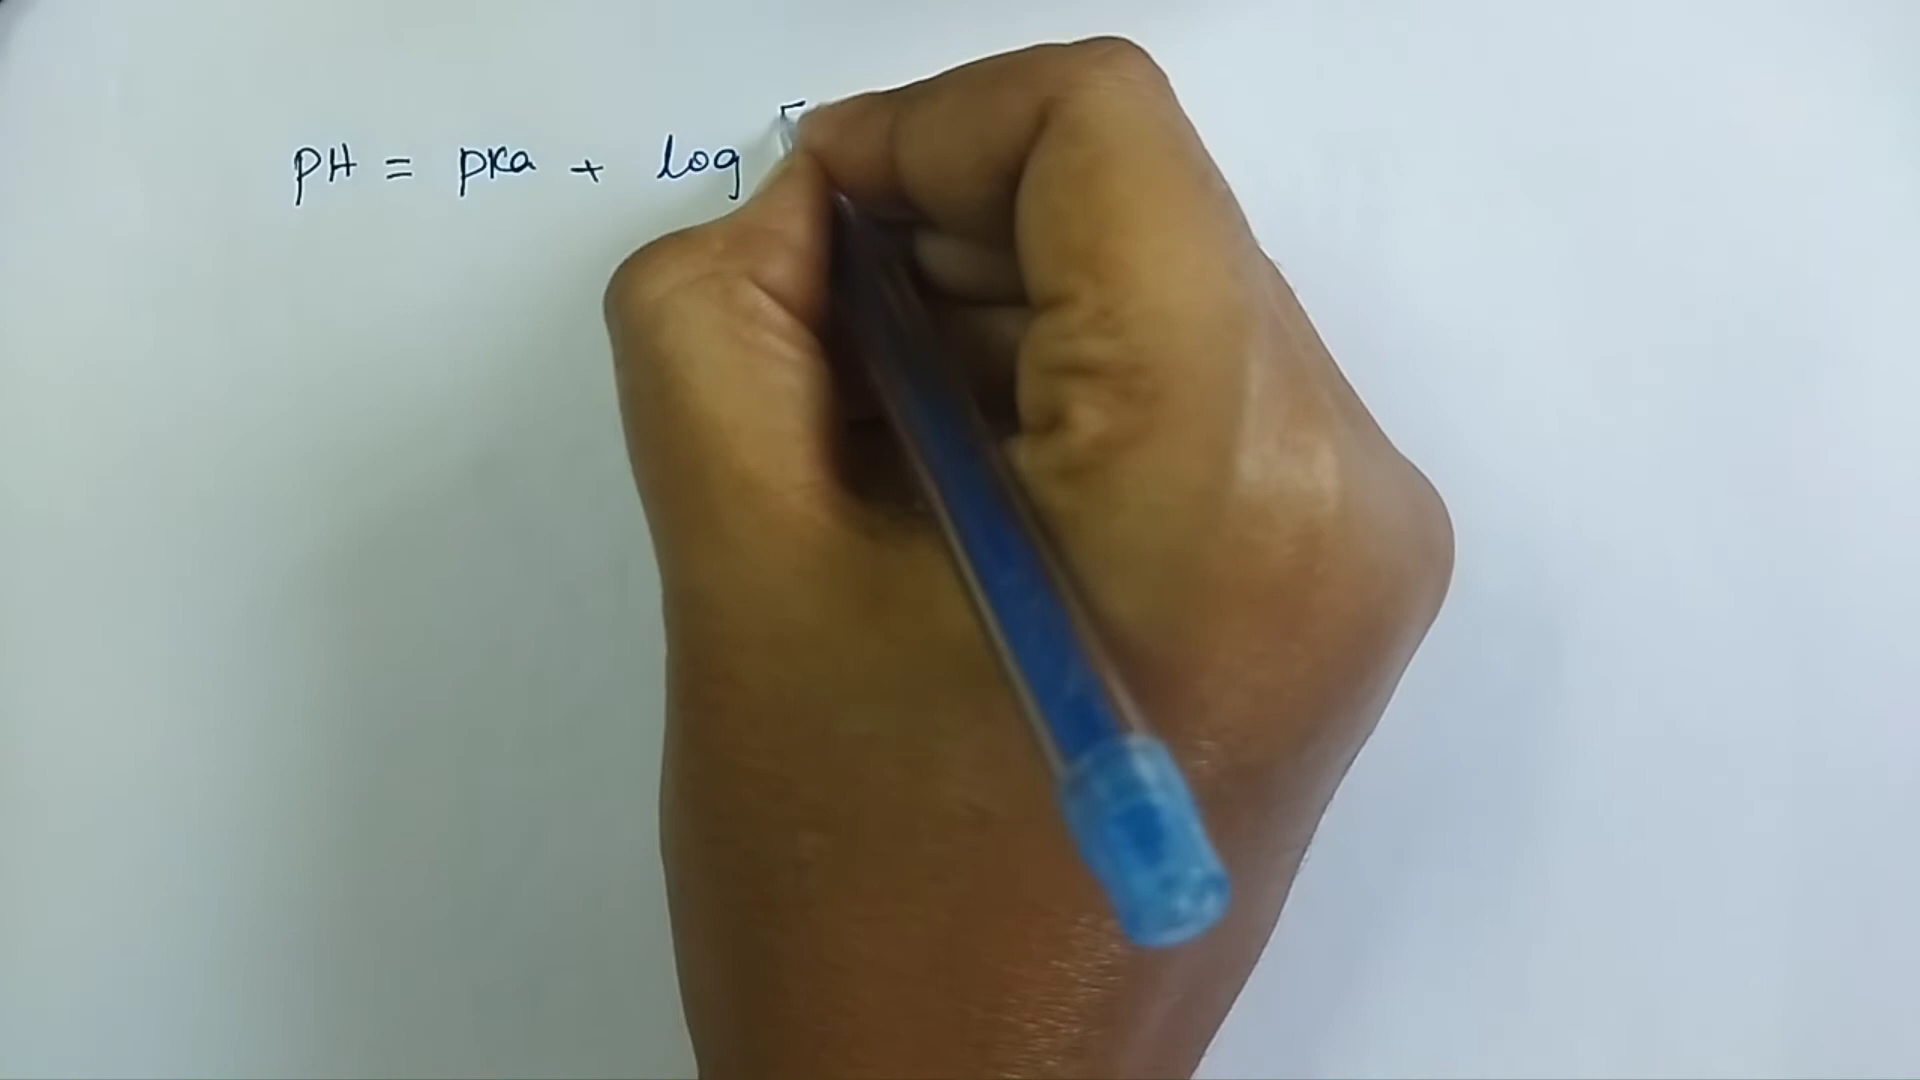 pH = pka + log [